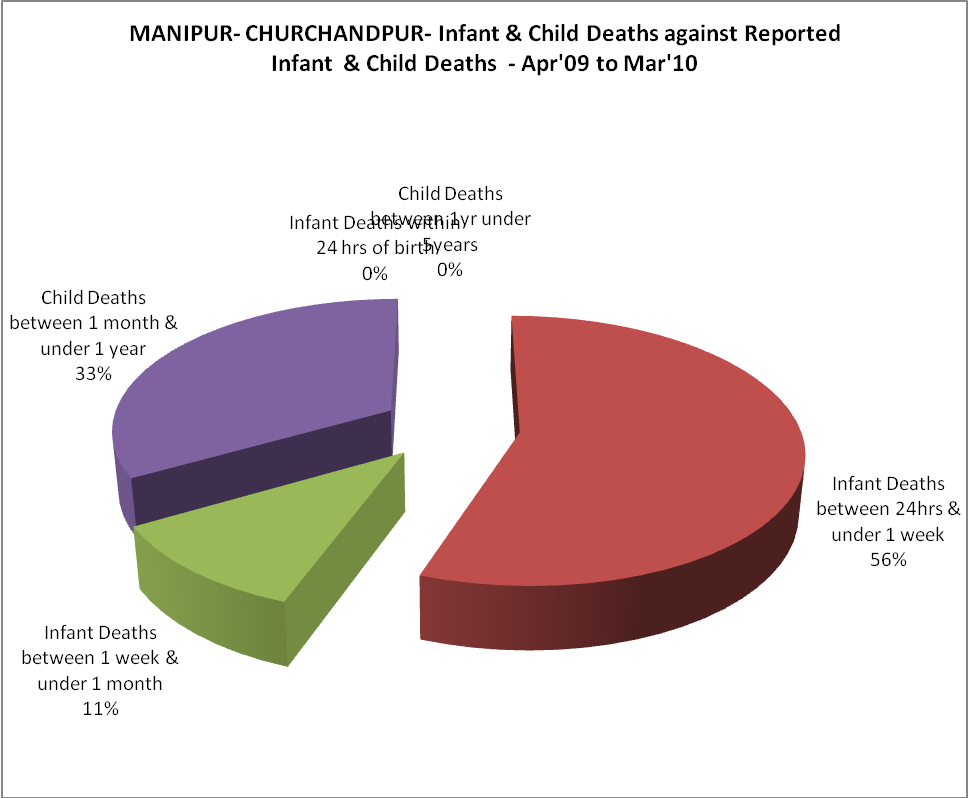 MANIPUR- CHURCHANDPUR- Infant & Child Deaths against Reported
Infant & Child Deaths - Apr'09 to Mar'10
Child Deaths
between 1yr under
5years
0%
Infant Deaths within
24 hrs of birth
0%
Child Deaths
between 1 month &
under 1 year
33%
Infant Deaths
between 24hrs &
under 1 week
56%
Infant Deaths
between 1 week &
under 1 month
11%